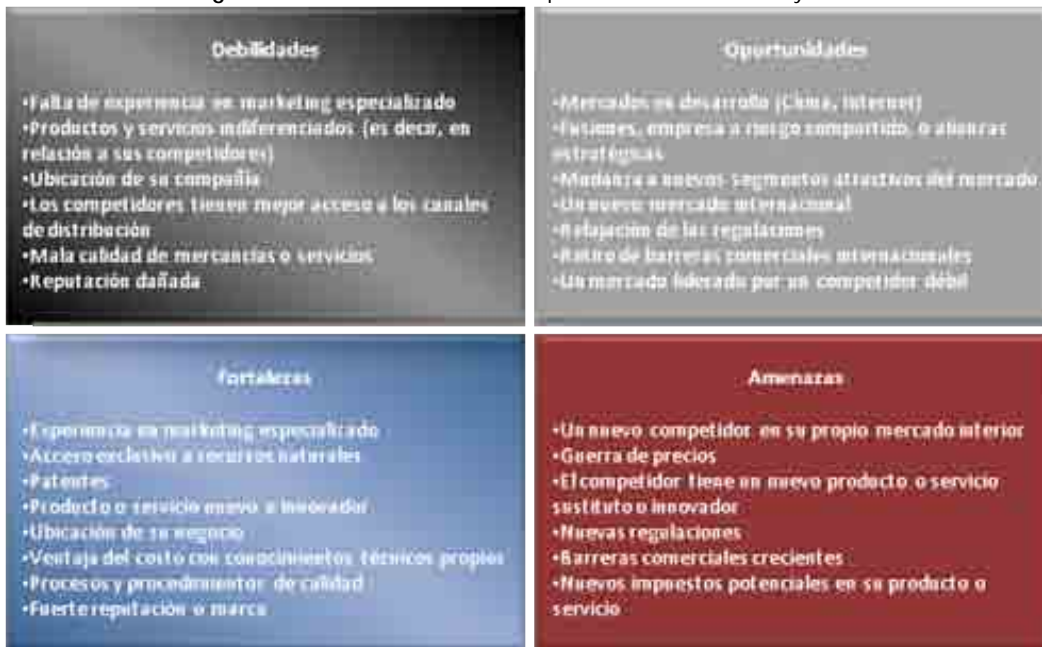 Debilidades
•Falta de experiencia en marketing especializado
•Productos y servicios indiferenciados (es decir, en
relación a sus competidores)
•Ubicación de su compañía
•Los competidores tienen mejor acceso a los canales
de distribución
•Mala calidad de mercancías o servicios
•Reputación dañada
Oportunidades
•Mercados en desarrollo (China, Internet)
•Fusiones, empresa a riesgo compartido, o alianzas
estratégicas
•Mudanza a nuevos segmentos atractivos del mercado
•Un nuevo mercado internacional
•Relajación de las regulaciones
•Retiro de barreras comerciales internacionales
•Un mercado liderado por un competidor débil
Fortalezas
•Experiencia en marketing especializado
•Acceso exclusivo a recursos naturales
•Patentes
•Producto o servicio nuevo o innovador
•Ubicación de su negocio
•Ventaja del costo con conocimientos técnicos propios
•Procesos y procedimientos de calidad
•Fuerte reputación o marca
Amenazas
•Un nuevo competidor en su propio mercado interior
•Guerra de precios
•El competidor tiene un nuevo producto o servicio
sustituto o innovador
•Nuevas regulaciones
•Barreras comerciales crecientes
•Nuevos impuestos potenciales en su producto o
servicio